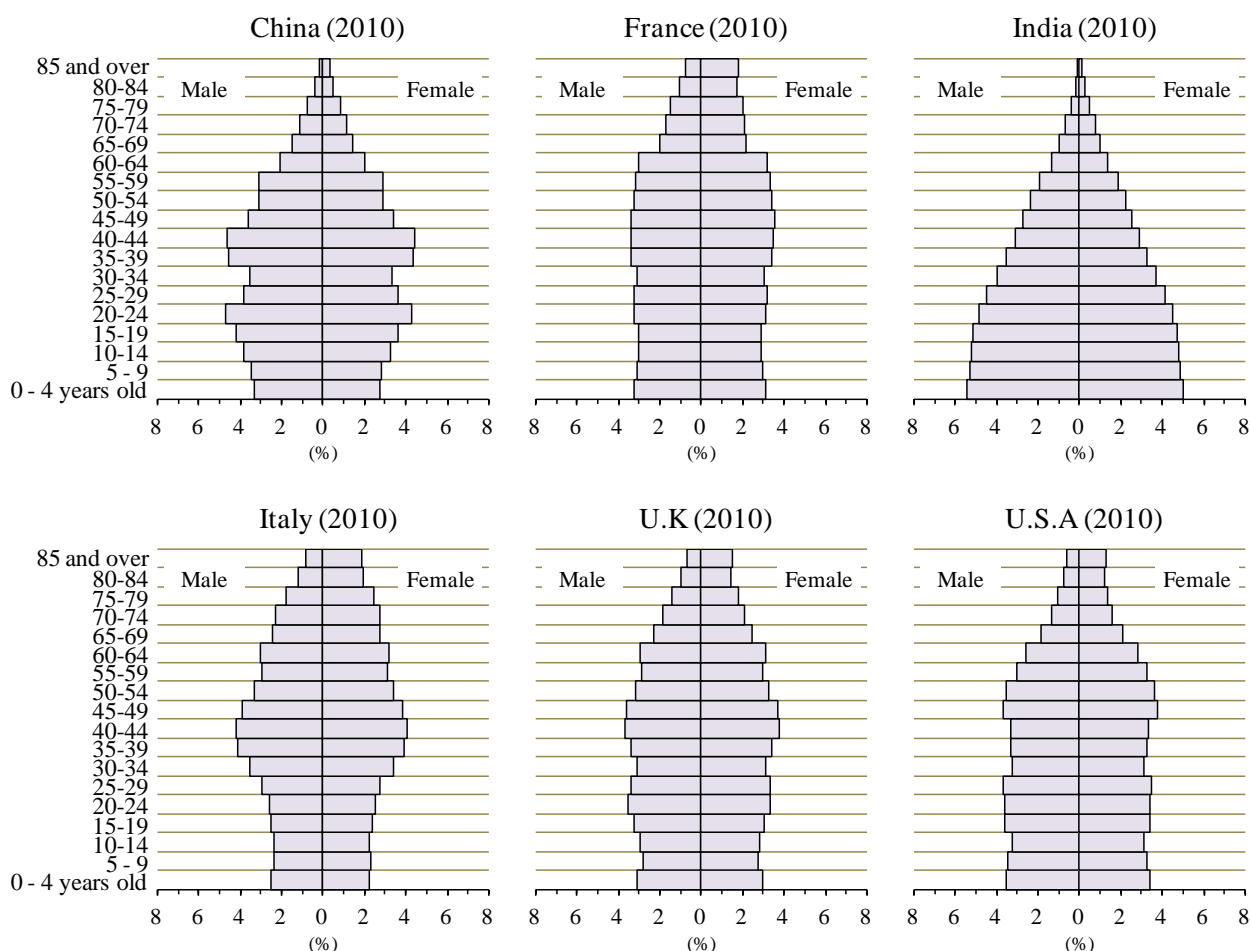 China (2010)
France (2010)
India (2010)
85 and over
80-84
75-79
70-74
65-69
60-64
55-59
50-54
45-49
40-44
35-39
30-34
25-29
20-24
15-19
10-14
5 - 9
0 - 4 years old
Male Female
Male Female
Male Female
8 6 4 2 0 2 4 6 8
(%)
8 6 4 2 0 2 4 6 8
(%)
8 6 4 2 0 2 4 6 8
(%)
Italy (2010)
U.K (2010)
U.S.A (2010)
85 and over
80-84
75-79
70-74
65-69
60-64
55-59
50-54
45-49
40-44
35-39
30-34
25-29
20-24
15-19
10-14
5 - 9
0 - 4 years old
Male Female
Male Female
Male Female
8 6 4 2 0 2 4 6 8
(%)
8 6 4 2 0 2 4 6 8
(%)
8 6 4 2 0 2 4 6 8
(%)